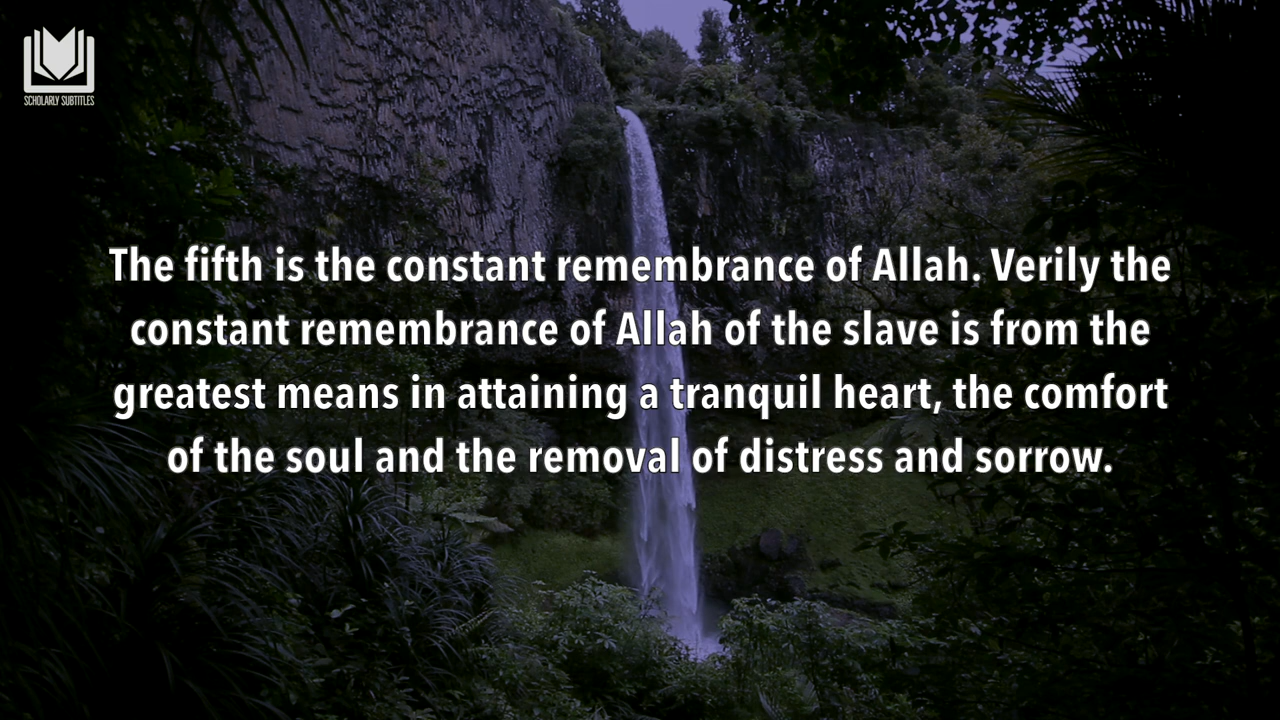 SCHOLARLY SUBTITLES
The fifth is the constant remembrance of Allah. Verily the
constant remembrance of Allah of the slave is from the
greatest means in attaining a tranquil heart, the comfort
of the soul and the removal of distress and sorrow.